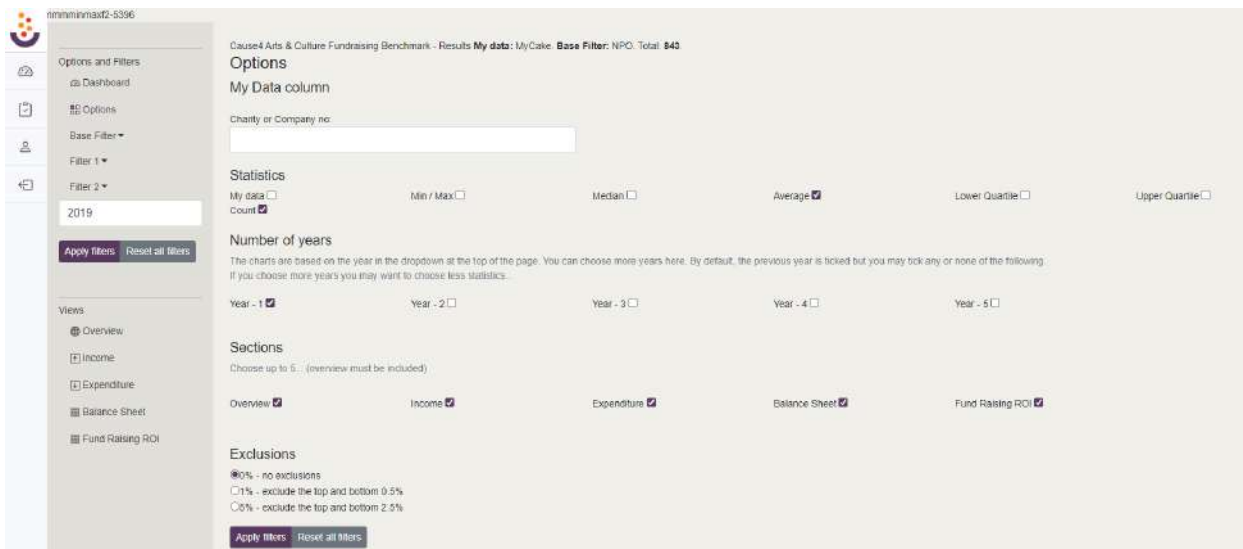 nmmminmaxf2-5396
Options and Filters
Dashboard
Options
Base Filter
Filter 1
Filter 2
2019
Apply filters Reset all filters
Views
Overview
Income
Expenditure
Balance Sheet
Fund Raising ROI
Cause4 Arts & Culture Fundraising Benchmark - Results My data: MyCake. Base Filter: NPO. Total: 843.
Options
My Data column
Charity or Company no:
Statistics
My data Min / Max Median Average Lower Quartile Upper Quartile
Count
Number of years
The charts are based on the year in the dropdown at the top of the page. You can choose more years here. By default, the previous year is ticked but you may tick any or none of the following.
If you choose more years you may want to choose less statistics...
Year - 1 Year - 2 Year - 3 Year - 4 Year - 5
Sections
Choose up to 5... (overview must be included)
Overview Income Expenditure Balance Sheet Fund Raising ROI
Exclusions
0% - no exclusions
1% - exclude the top and bottom 0.5%
5% - exclude the top and bottom 2.5%
Apply filters Reset all filters